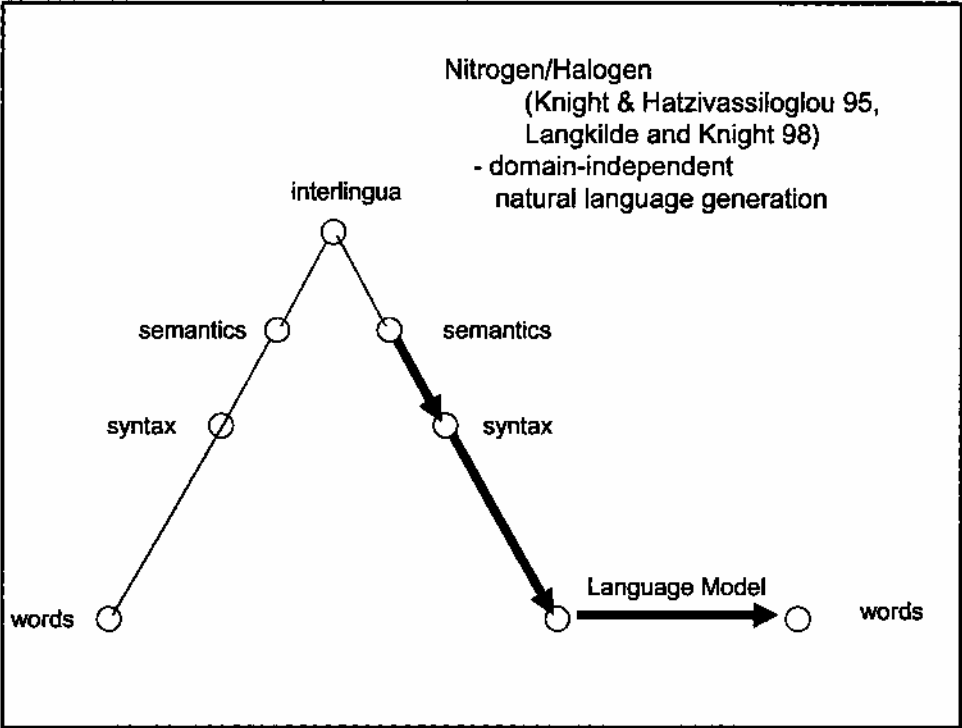 Nitrogen/Halogen
(Knight & Hatzivassiloglou 95,
Langkilde and Knight 98)
- domain-independent
natural language generation
interlingua
semantics
semantics
syntax
syntax
Language Model
words
words